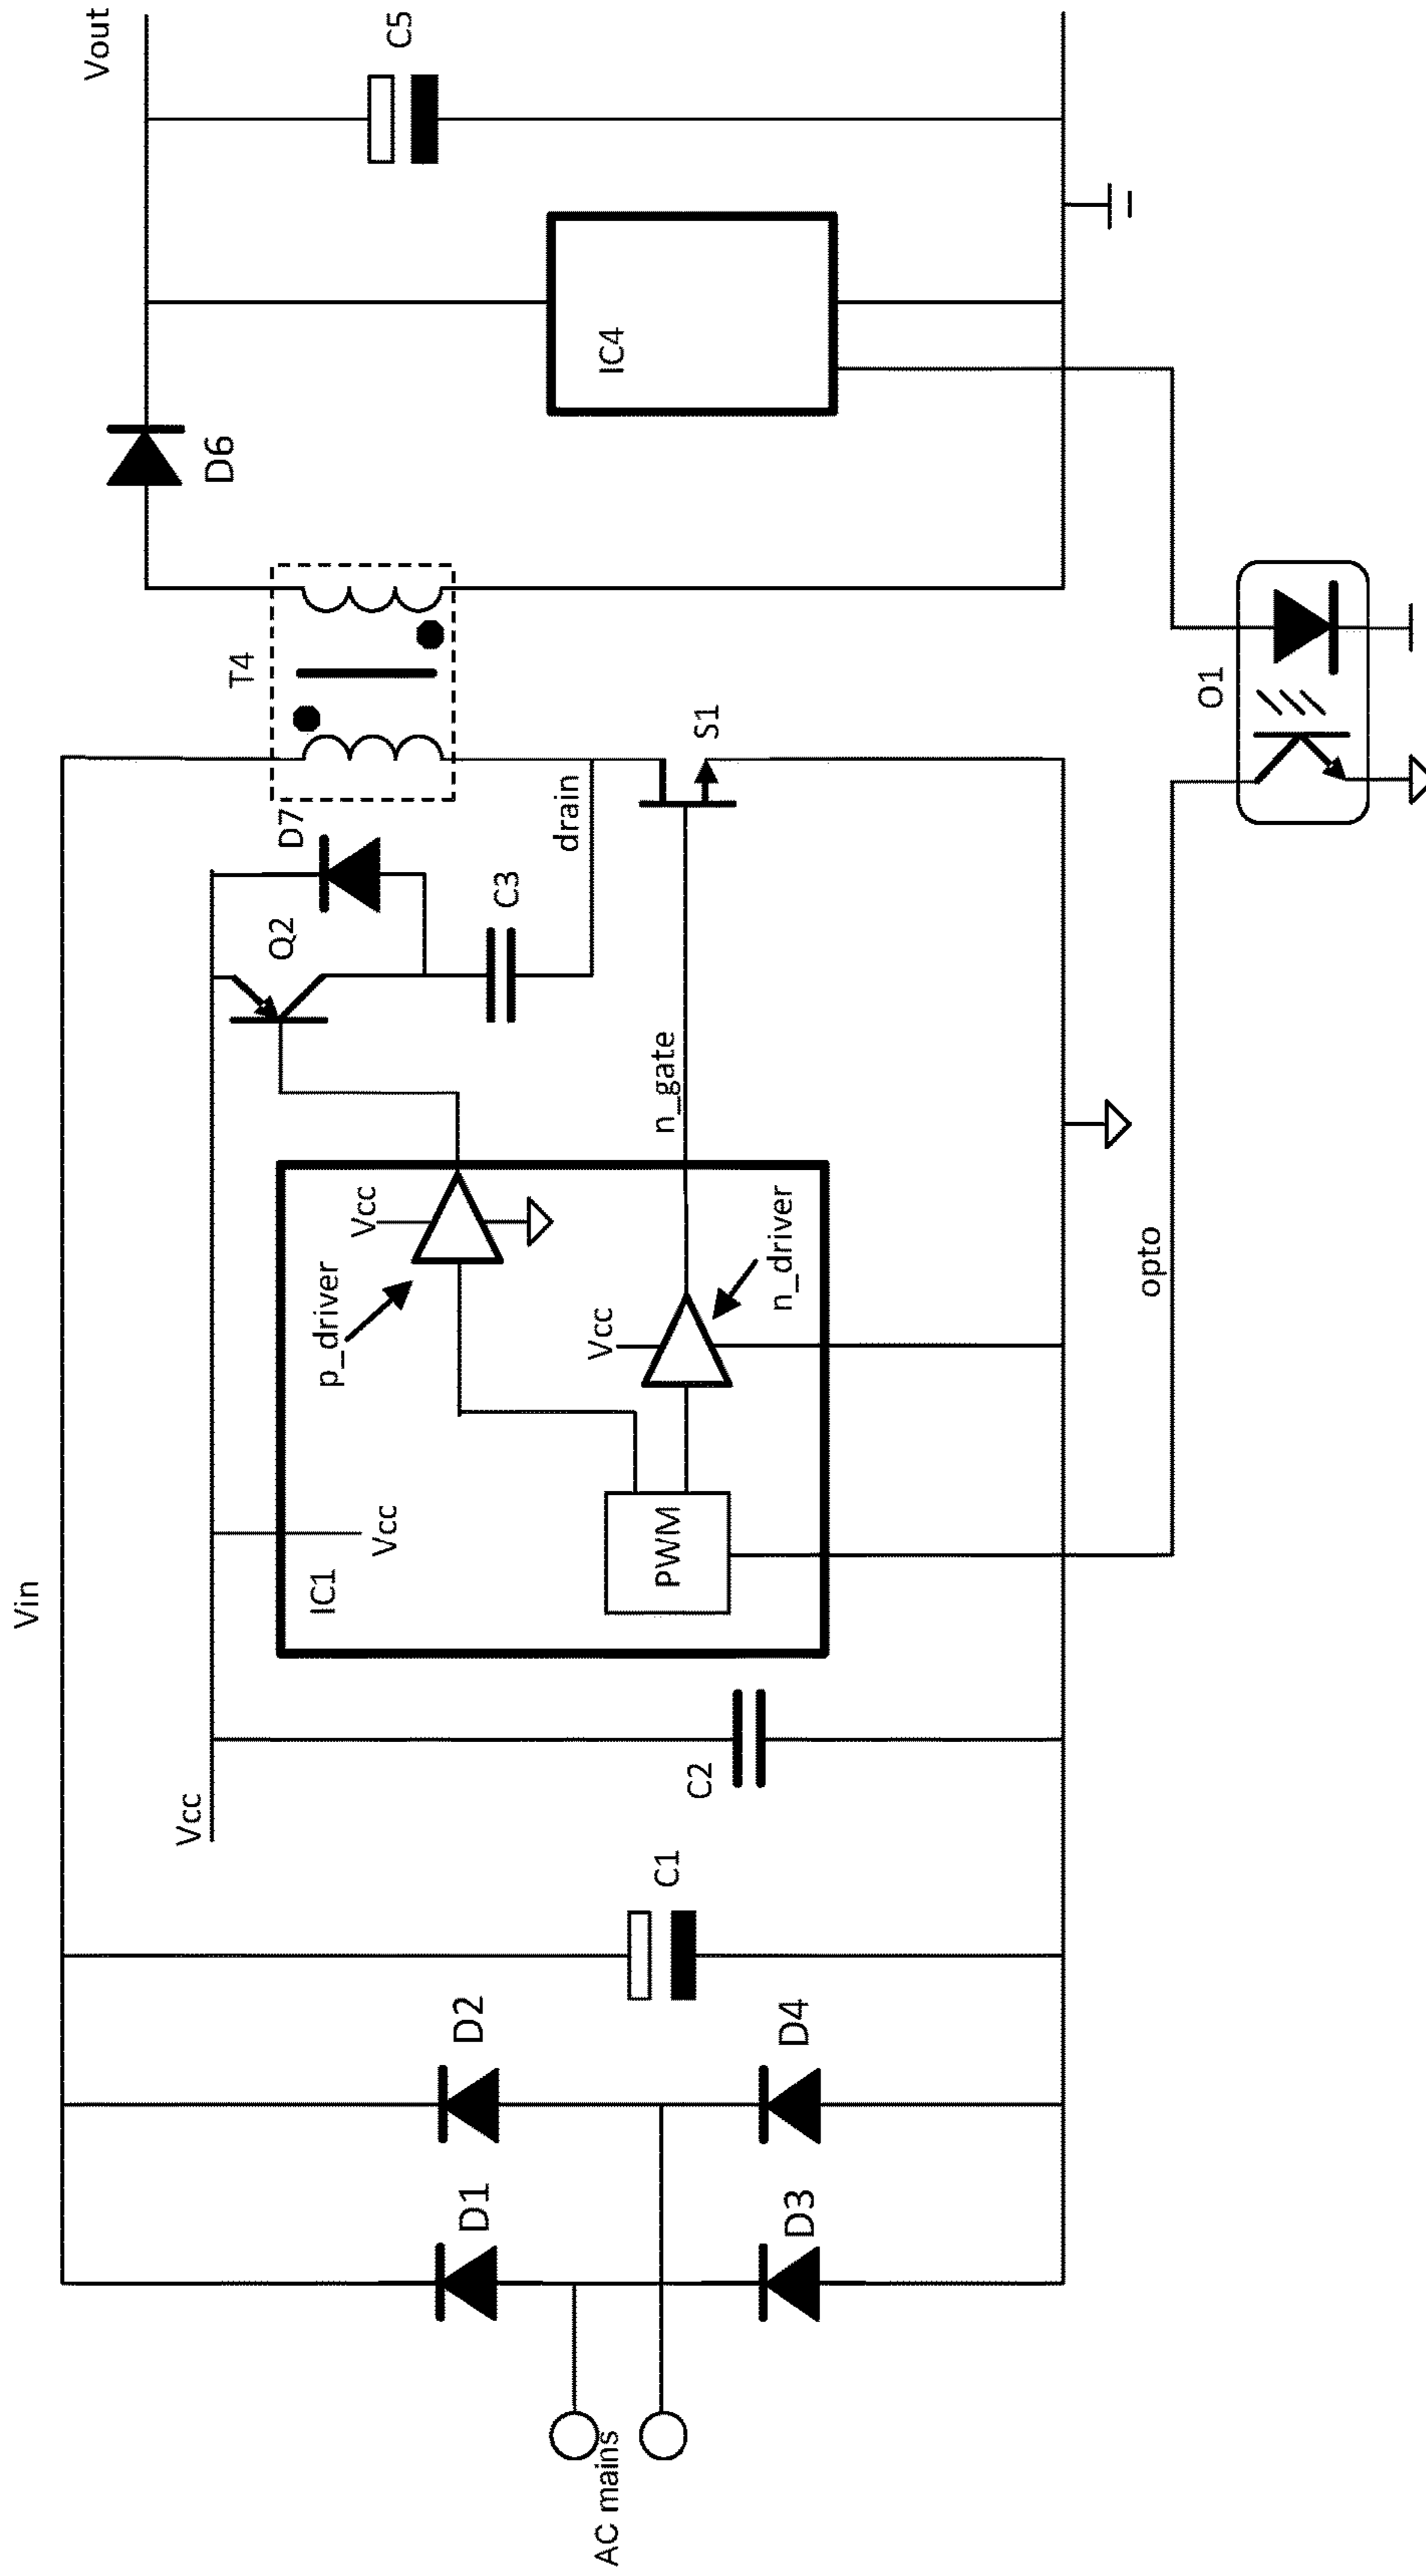 Vin
Vout
Vcc
D7
T4
D6
C5
Q2
D1
D2
C1
C2
IC1
Vcc
p_driver
Vcc
C3
drain
IC4
AC mains
PWM
Vcc
n_driver
n_gate
S1
D3
D4
opto
O1